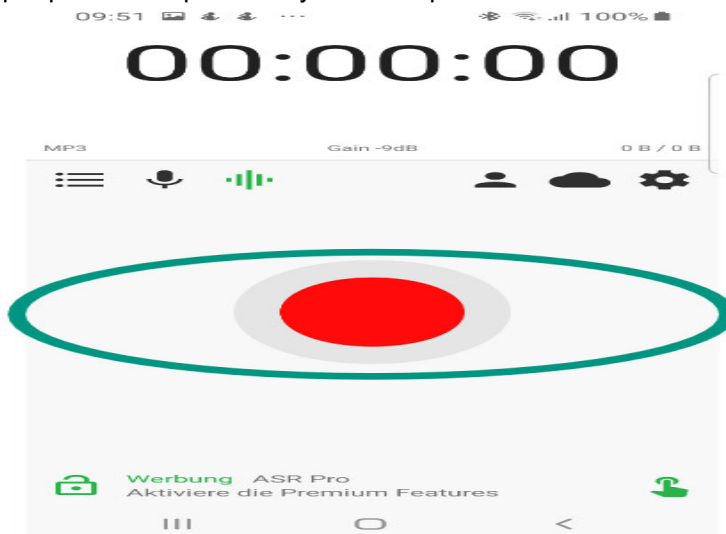 09:51 100%
00:00:00
MP3 Gain -9dB 0 B / 0 B
Werbung ASR Pro
Aktiviere die Premium Features